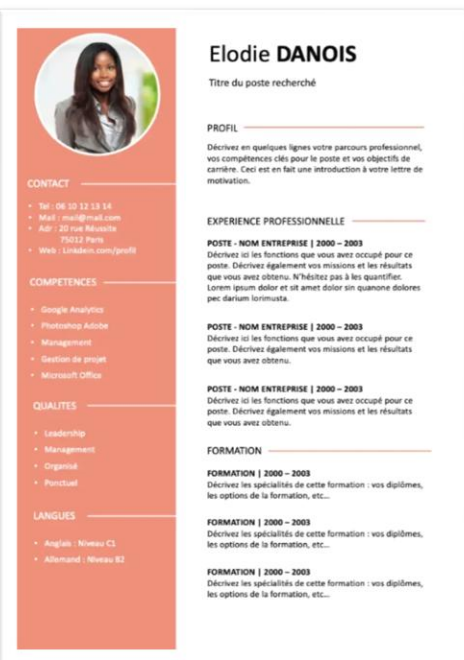 Elodie DANOIS
Titre du poste recherché
CONTACT
• Tel : 06 10 12 13 14
• Mail : mail@mail.com
• Adr : 20 rue Réussite
75012 Paris
• Web : Linkdein.com/profil
COMPETENCES
• Google Analytics
• Photoshop Adobe
• Management
• Gestion de projet
• Microsoft Office
QUALITES
• Leadership
• Management
• Organisé
• Ponctuel
LANGUES
• Anglais : Niveau C1
• Allemand : Niveau B2
PROFIL
Décrivez en quelques lignes votre parcours professionnel,
vos compétences clés pour le poste et vos objectifs de
carrière. Ceci est en fait une introduction à votre lettre de
motivation.
EXPERIENCE PROFESSIONNELLE
POSTE - NOM ENTREPRISE | 2000 – 2003
Décrivez ici les fonctions que vous avez occupé pour ce
poste. Décrivez également vos missions et les résultats
que vous avez obtenu. N'hésitez pas à les quantifier.
Lorem ipsum dolor et sit amet dolor sin quanone dolores
pec darium lorimusta.
POSTE - NOM ENTREPRISE | 2000 – 2003
Décrivez ici les fonctions que vous avez occupé pour ce
poste. Décrivez également vos missions et les résultats
que vous avez obtenu.
POSTE - NOM ENTREPRISE | 2000 – 2003
Décrivez ici les fonctions que vous avez occupé pour ce
poste. Décrivez également vos missions et les résultats
que vous avez obtenu.
FORMATION
FORMATION | 2000 – 2003
Décrivez les spécialités de cette formation : vos diplômes,
les options de la formation, etc...
FORMATION | 2000 – 2003
Décrivez les spécialités de cette formation : vos diplômes,
les options de la formation, etc...
FORMATION | 2000 – 2003
Décrivez les spécialités de cette formation : vos diplômes,
les options de la formation, etc...